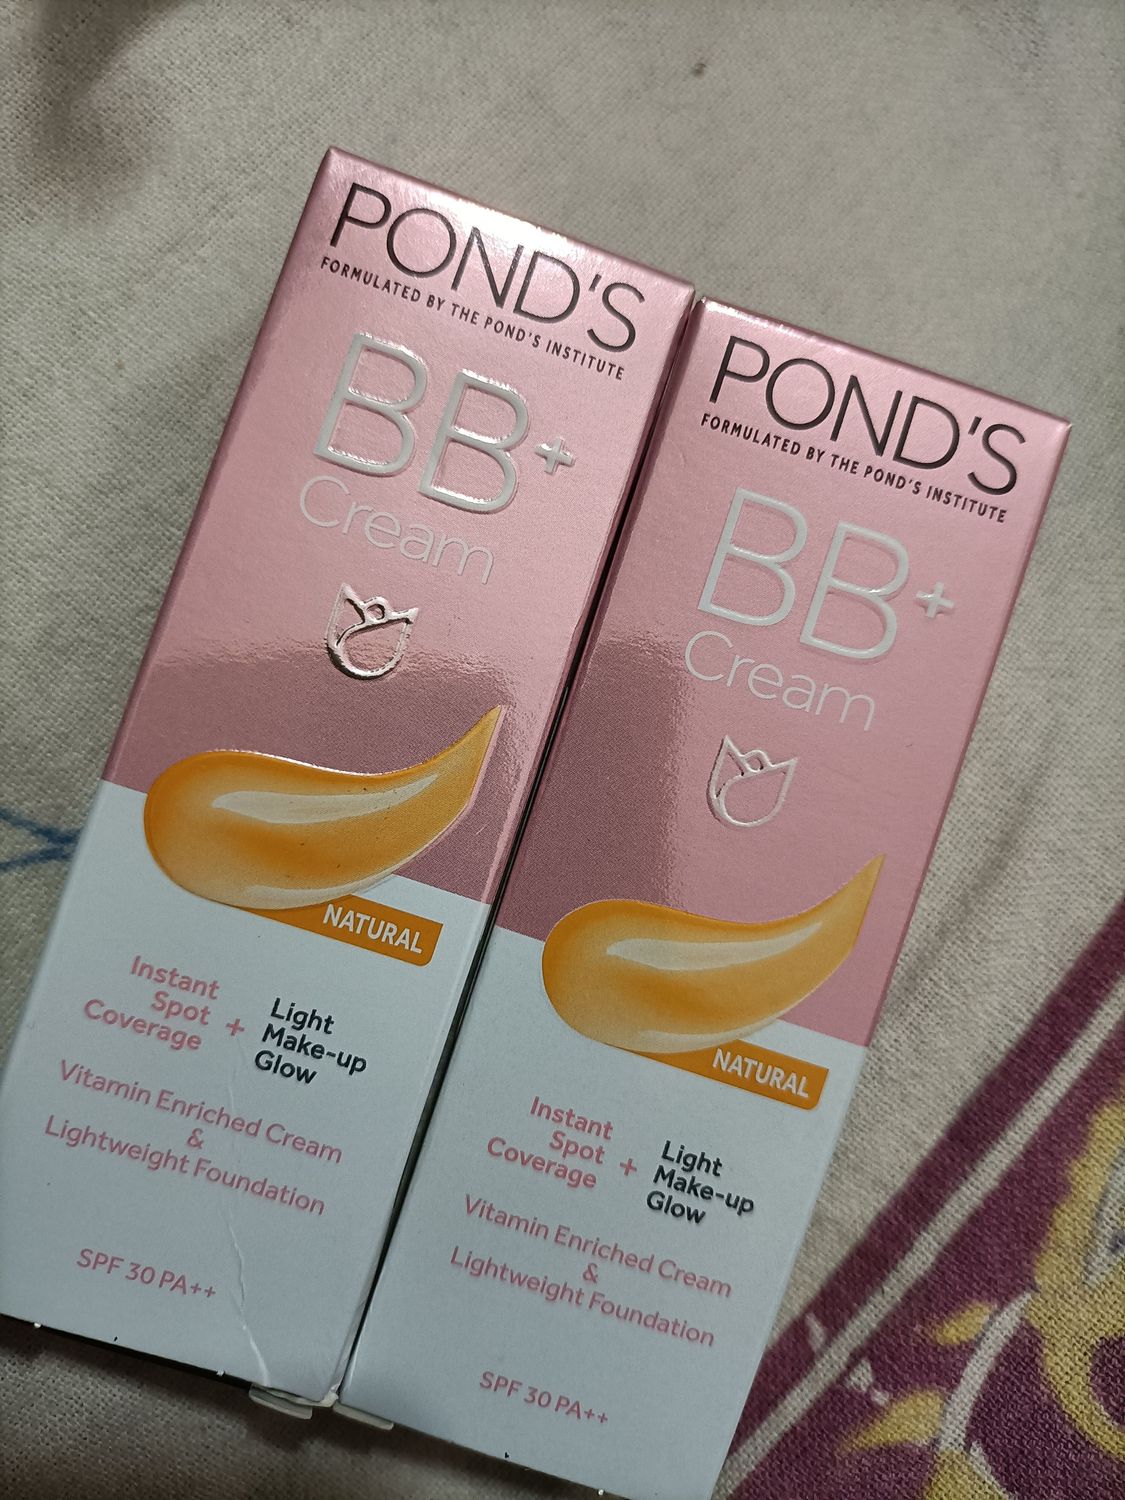 POND'S
FORMULATED BY THE POND'S INSTITUTE
BB+
Cream
NATURAL
Instant
Spot
Coverage
+
Light
Make-up
Glow
Vitamin Enriched Cream
&
Lightweight Foundation
SPF 30 PA++
POND'S
FORMULATED BY THE POND'S INSTITUTE
BB+
Cream
NATURAL
Instant
Spot
Coverage
+
Light
Make-up
Glow
Vitamin Enriched Cream
&
Lightweight Foundation
SPF 30 PA++